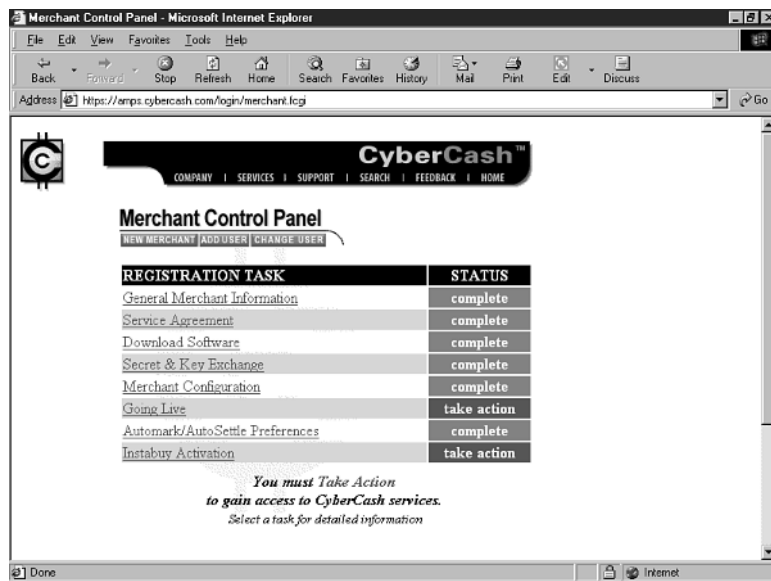 Merchant Control Panel - Microsoft Internet Explorer
File Edit View Favorites Tools Help
Back Forward Stop Refresh Home Search Favorites History Mail Print Edit Discuss
Address https://amps.cybercash.com/login/merchant.fcgi Go
C
CyberCash™
COMPANY | SERVICES | SUPPORT | SEARCH | FEEDBACK | HOME
Merchant Control Panel
NEW MERCHANT ADD USER CHANGE USER
REGISTRATION TASK STATUS
General Merchant Information complete
Service Agreement complete
Download Software complete
Secret & Key Exchange complete
Merchant Configuration complete
Going Live take action
Automark/AutoSettle Preferences complete
Instabuy Activation take action
You must Take Action
to gain access to CyberCash services.
Select a task for detailed information
Done Internet